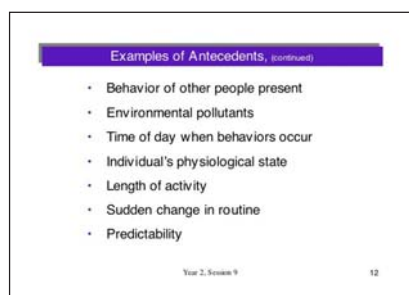 Examples of Antecedents, (continued)
• Behavior of other people present
• Environmental pollutants
• Time of day when behaviors occur
• Individual's physiological state
• Length of activity
• Sudden change in routine
• Predictability
Year 2, Session 9
12